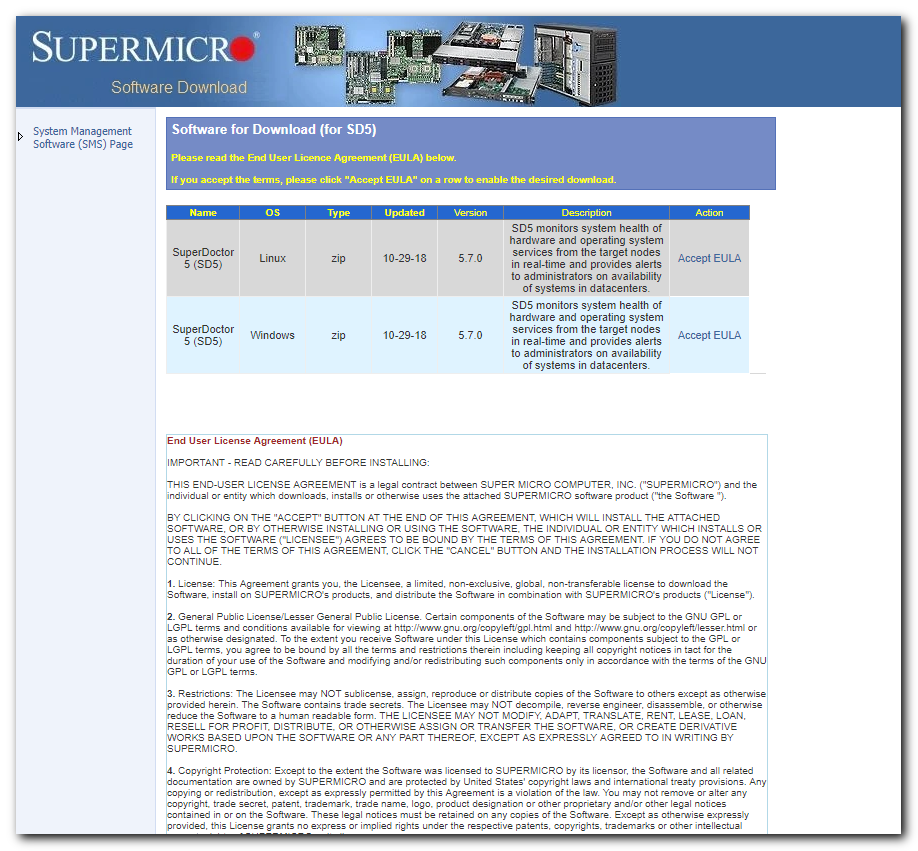 SUPERMICRO®
Software Download
System Management
Software (SMS) Page
Software for Download (for SD5)
Please read the End User Licence Agreement (EULA) below.
If you accept the terms, please click "Accept EULA" on a row to enable the desired download.
Name OS Type Updated Version Description Action
SuperDoctor 5 (SD5) Linux zip 10-29-18 5.7.0 SD5 monitors system health of
hardware and operating system
services from the target nodes
in real-time and provides alerts
to administrators on availability
of systems in datacenters. Accept EULA
SuperDoctor 5 (SD5) Windows zip 10-29-18 5.7.0 SD5 monitors system health of
hardware and operating system
services from the target nodes
in real-time and provides alerts
to administrators on availability
of systems in datacenters. Accept EULA
End User License Agreement (EULA)
IMPORTANT - READ CAREFULLY BEFORE INSTALLING:
THIS END-USER LICENSE AGREEMENT is a legal contract between SUPER MICRO COMPUTER, INC. ("SUPERMICRO") and the
individual or entity which downloads, installs or otherwise uses the attached SUPERMICRO software product ("the Software ").
BY CLICKING ON THE "ACCEPT" BUTTON AT THE END OF THIS AGREEMENT, WHICH WILL INSTALL THE ATTACHED
SOFTWARE, OR BY OTHERWISE INSTALLING OR USING THE SOFTWARE, THE INDIVIDUAL OR ENTITY WHICH INSTALLS OR
USES THE SOFTWARE ("LICENSEE") AGREES TO BE BOUND BY THE TERMS OF THIS AGREEMENT. IF YOU DO NOT AGREE
TO ALL OF THE TERMS OF THIS AGREEMENT, CLICK THE "CANCEL" BUTTON AND THE INSTALLATION PROCESS WILL NOT
CONTINUE.
1. License: This Agreement grants you, the Licensee, a limited, non-exclusive, global, non-transferable license to download the
Software, install on SUPERMICRO's products, and distribute the Software in combination with SUPERMICRO's products ("License").
2. General Public License/Lesser General Public License. Certain components of the Software may be subject to the GNU GPL or
LGPL terms and conditions available for viewing at http://www.gnu.org/copyleft/gpl.html and http://www.gnu.org/copyleft/lesser.html or
as otherwise designated. To the extent you receive Software under this License which contains components subject to the GPL or
LGPL terms, you agree to be bound by all the terms and restrictions therein including keeping all copyright notices in tact for the
duration of your use of the Software and modifying and/or redistributing such components only in accordance with the terms of the GNU
GPL or LGPL terms.
3. Restrictions: The Licensee may NOT sublicense, assign, reproduce or distribute copies of the Software to others except as otherwise
provided herein. The Software contains trade secrets. The Licensee may NOT decompile, reverse engineer, disassemble, or otherwise
reduce the Software to a human readable form. THE LICENSEE MAY NOT MODIFY, ADAPT, TRANSLATE, RENT, LEASE, LOAN,
RESELL FOR PROFIT, DISTRIBUTE, OR OTHERWISE ASSIGN OR TRANSFER THE SOFTWARE, OR CREATE DERIVATIVE
WORKS BASED UPON THE SOFTWARE OR ANY PART THEREOF, EXCEPT AS EXPRESSLY AGREED TO IN WRITING BY
SUPERMICRO.
4. Copyright Protection: Except to the extent the Software was licensed to SUPERMICRO by its licensor, the Software and all related
documentation are owned by SUPERMICRO and are protected by United States' copyright laws and international treaty provisions. Any
copying or redistribution, except as expressly permitted by this Agreement is a violation of the law. You may not remove or alter any
copyright, trade secret, patent, trademark, trade name, logo, product designation or other proprietary and/or other legal notices
contained in or on the Software. These legal notices must be retained on any copies of the Software. Except as otherwise expressly
provided, this License grants no express or implied rights under the respective patents, copyrights, trademarks or other intellectual